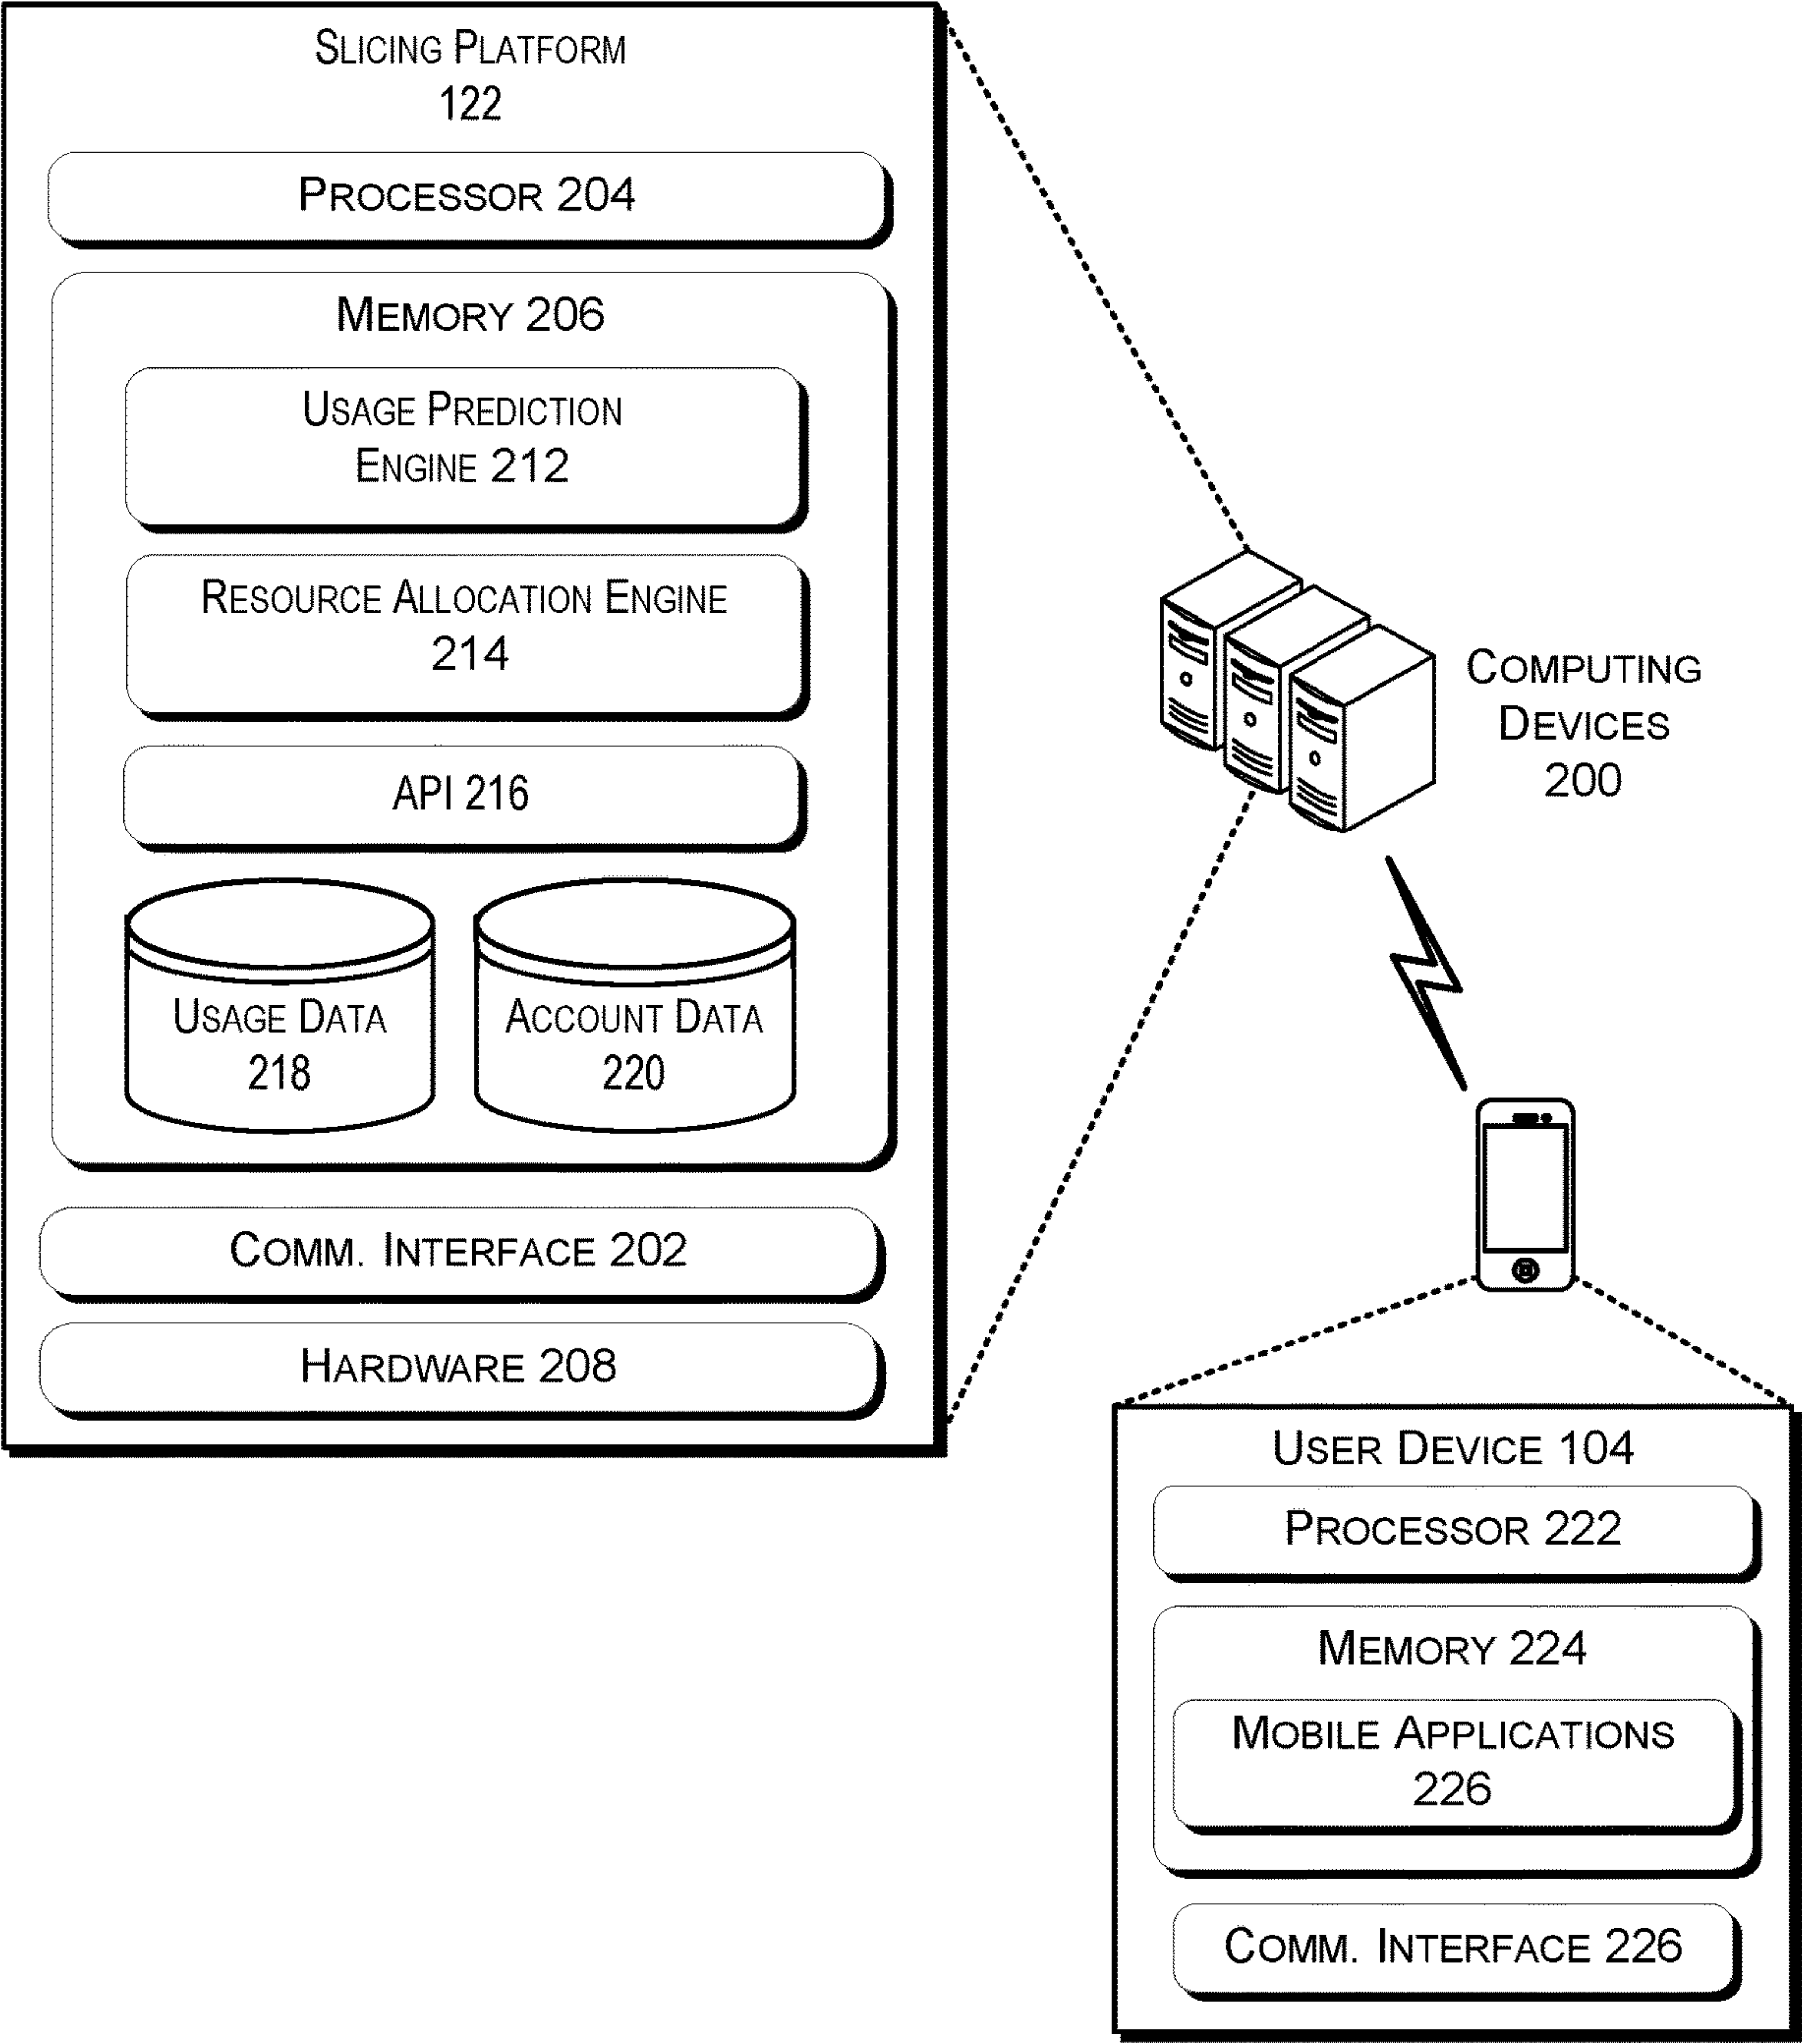 SLICING PLATFORM
122
PROCESSOR 204
MEMORY 206
USAGE PREDICTION
ENGINE 212
RESOURCE ALLOCATION ENGINE
214
API 216
USAGE DATA
218
ACCOUNT DATA
220
COMM. INTERFACE 202
HARDWARE 208
COMPUTING
DEVICES
200
USER DEVICE 104
PROCESSOR 222
MEMORY 224
MOBILE APPLICATIONS
226
COMM. INTERFACE 226